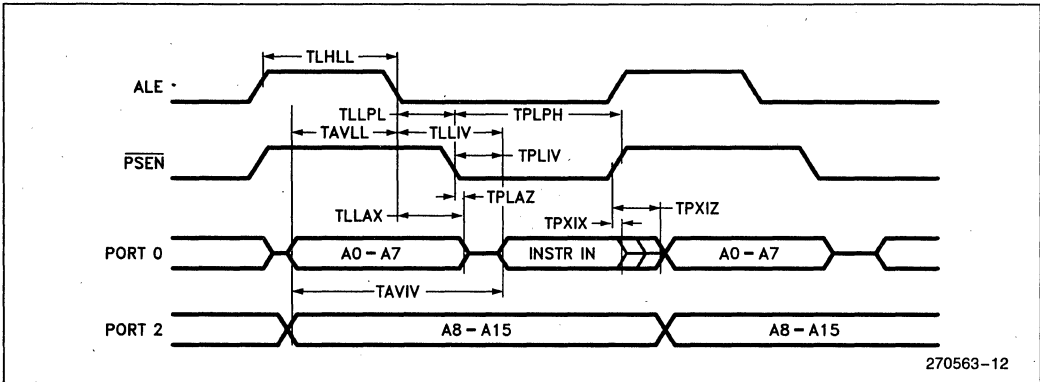 TLHLL
ALE
TLLPL
TPLPH
TAVLL
TLLIV
PSEN
TPLIV
TPLAZ
TLLAX
TPXIX
TPXIZ
PORT 0
A0-A7
INSTR IN
A0-A7
TAVIV
PORT 2
A8-A15
A8-A15
270563-12